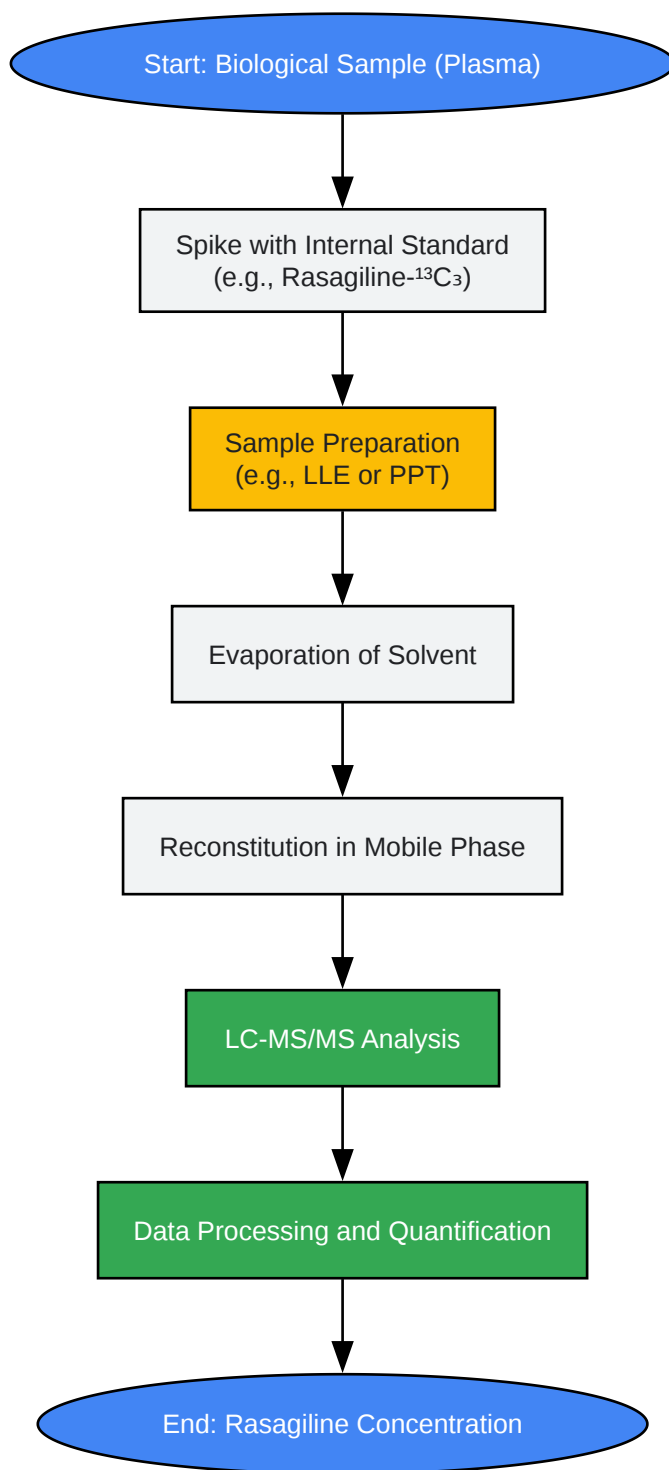 Start: Biological Sample (Plasma)
Spike with Internal Standard
(e.g., Rasagiline-¹³C₃)
Sample Preparation
(e.g., LLE or PPT)
Evaporation of Solvent
Reconstitution in Mobile Phase
LC-MS/MS Analysis
Data Processing and Quantification
End: Rasagiline Concentration